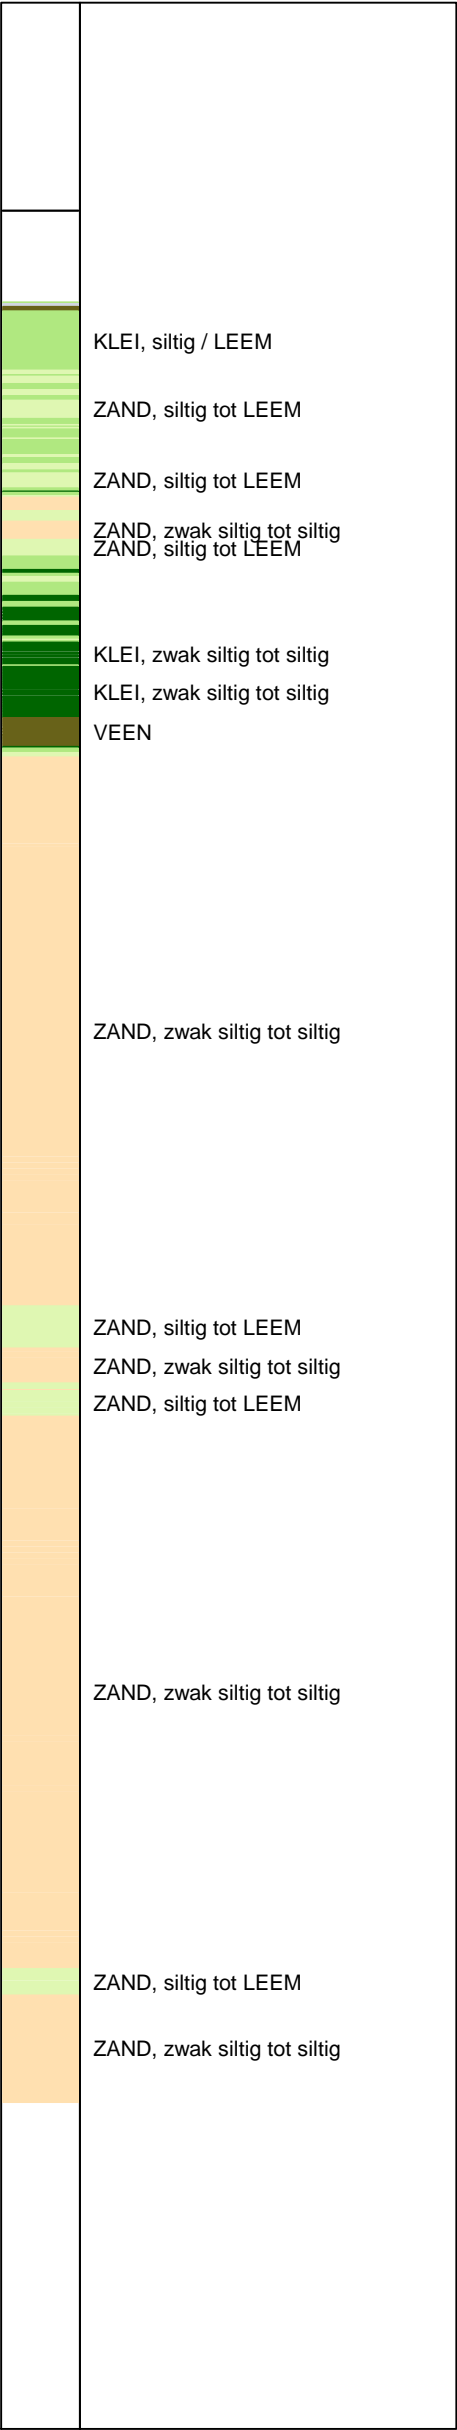 KLEI, siltig / LEEM
ZAND, siltig tot LEEM
ZAND, siltig tot LEEM
ZAND, zwak siltig tot siltig
ZAND, siltig tot LEEM
KLEI, zwak siltig tot siltig
KLEI, zwak siltig tot siltig
VEEN
ZAND, zwak siltig tot siltig
ZAND, siltig tot LEEM
ZAND, zwak siltig tot siltig
ZAND, siltig tot LEEM
ZAND, zwak siltig tot siltig
ZAND, siltig tot LEEM
ZAND, zwak siltig tot siltig